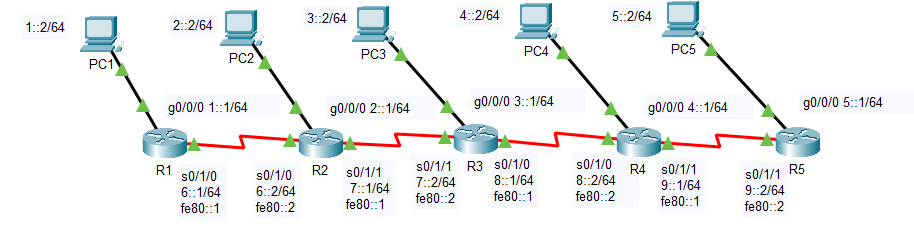 1::2/64
PC1
2::2/64
PC2
3::2/64
PC3
4::2/64
PC4
5::2/64
PC5
g0/0/0 1::1/64
g0/0/0 2::1/64
g0/0/0 3::1/64
g0/0/0 4::1/64
g0/0/0 5::1/64
R1
R2
R3
R4
R5
s0/1/0
6::1/64
fe80::1
s0/1/0
6::2/64
fe80::2
s0/1/1
7::1/64
fe80::1
s0/1/1
7::2/64
fe80::2
s0/1/0
8::1/64
fe80::1
s0/1/0
8::2/64
fe80::2
s0/1/1
9::1/64
fe80::1
s0/1/1
9::2/64
fe80::2